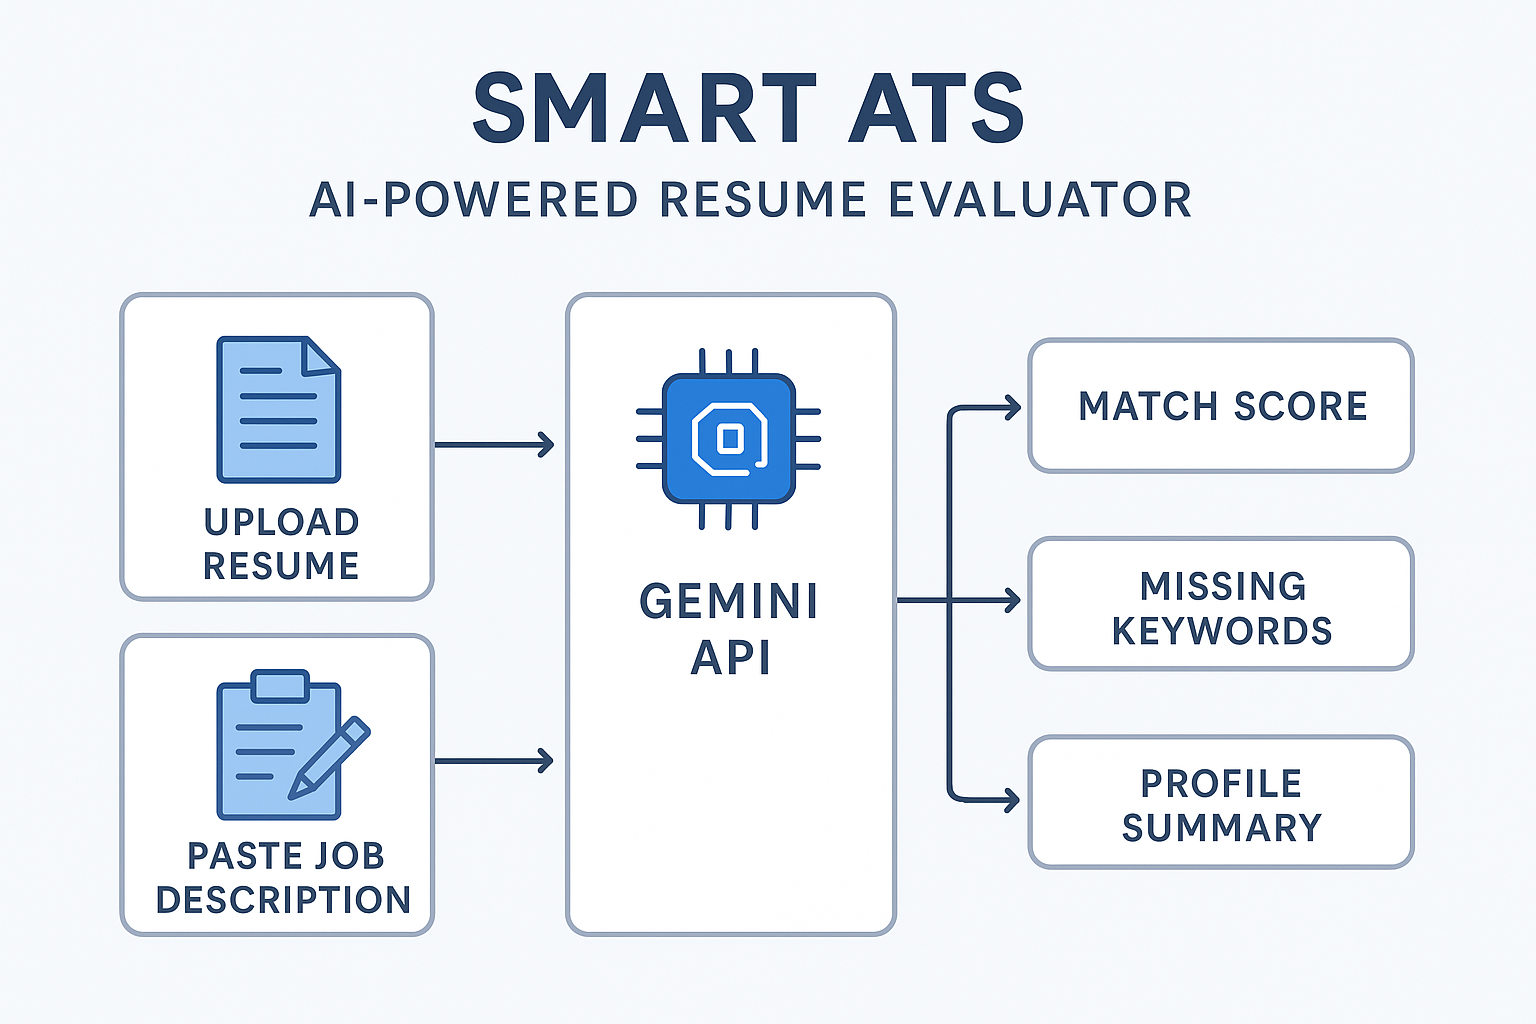 SMART ATS
AI-POWERED RESUME EVALUATOR
UPLOAD
RESUME
PASTE JOB
DESCRIPTION
GEMINI
API
MATCH SCORE
MISSING
KEYWORDS
PROFILE
SUMMARY